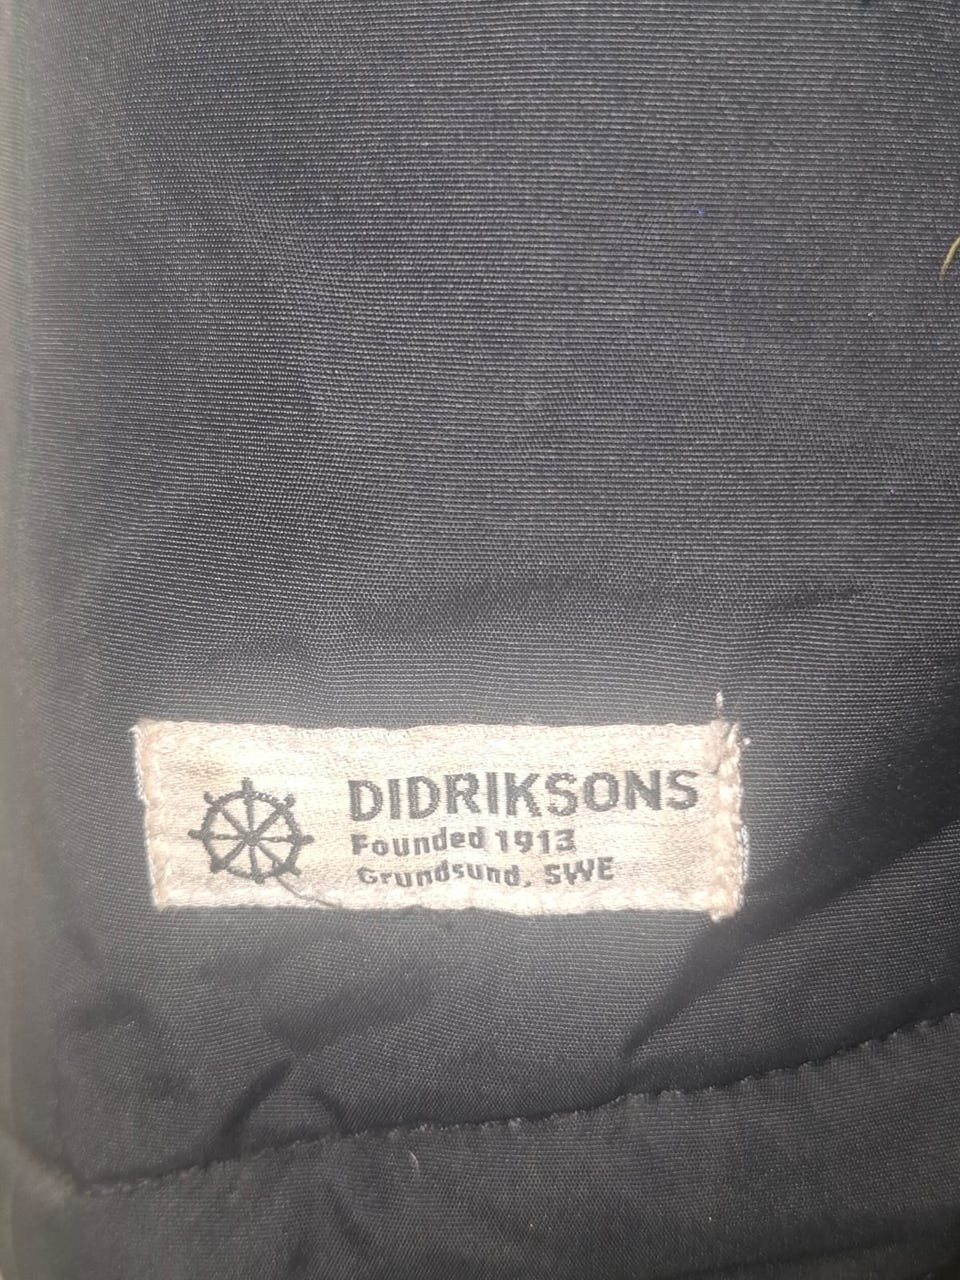 DIDRIKSONS
Founded 1913
Grundsund, SWE